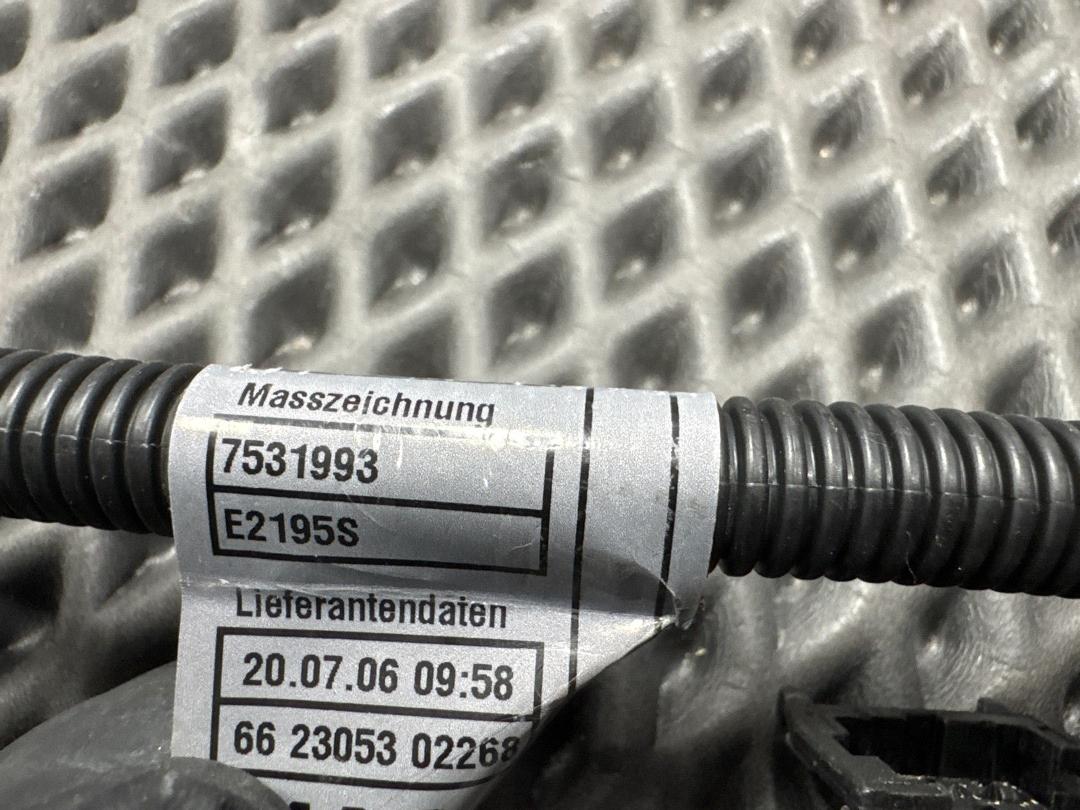 Masszeichnung
7531993
E2195S
Lieferantendaten
20.07.06 09:58
66 23053 02268